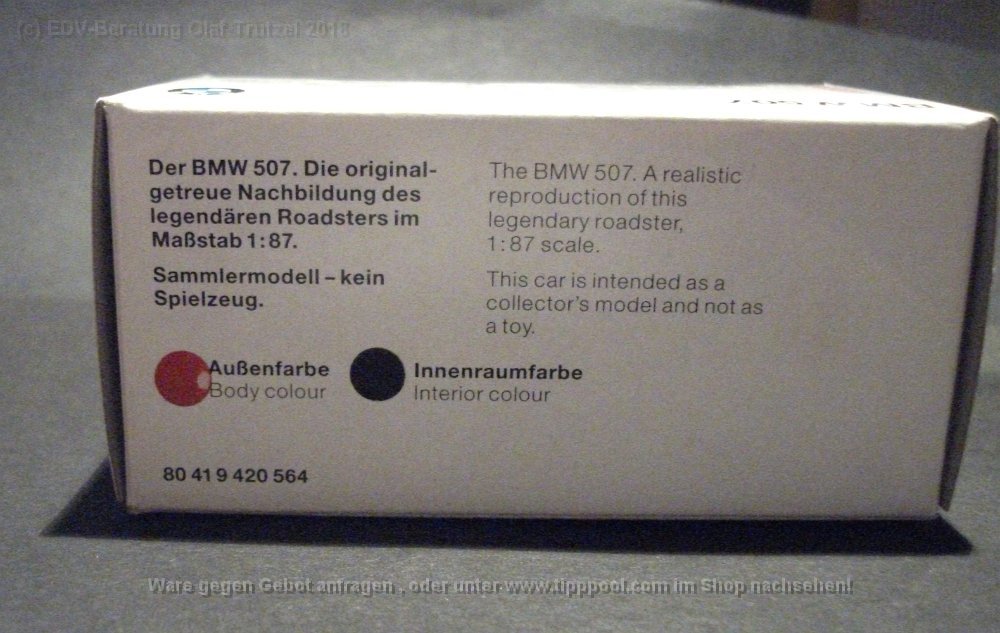 (c) EDV-Beratung Olaf Trutzel 2018
Der BMW 507. Die original-
getreue Nachbildung des
legendären Roadsters im
Maßstab 1:87.
Sammlermodell – kein
Spielzeug.
The BMW 507. A realistic
reproduction of this
legendary roadster,
1:87 scale.
This car is intended as a
collector's model and not as
a toy.
Außenfarbe
Body colour
Innenraumfarbe
Interior colour
80 41 9 420 564
Ware gegen Gebot anfragen , oder unter www.tipppool.com im Shop nachsehen!